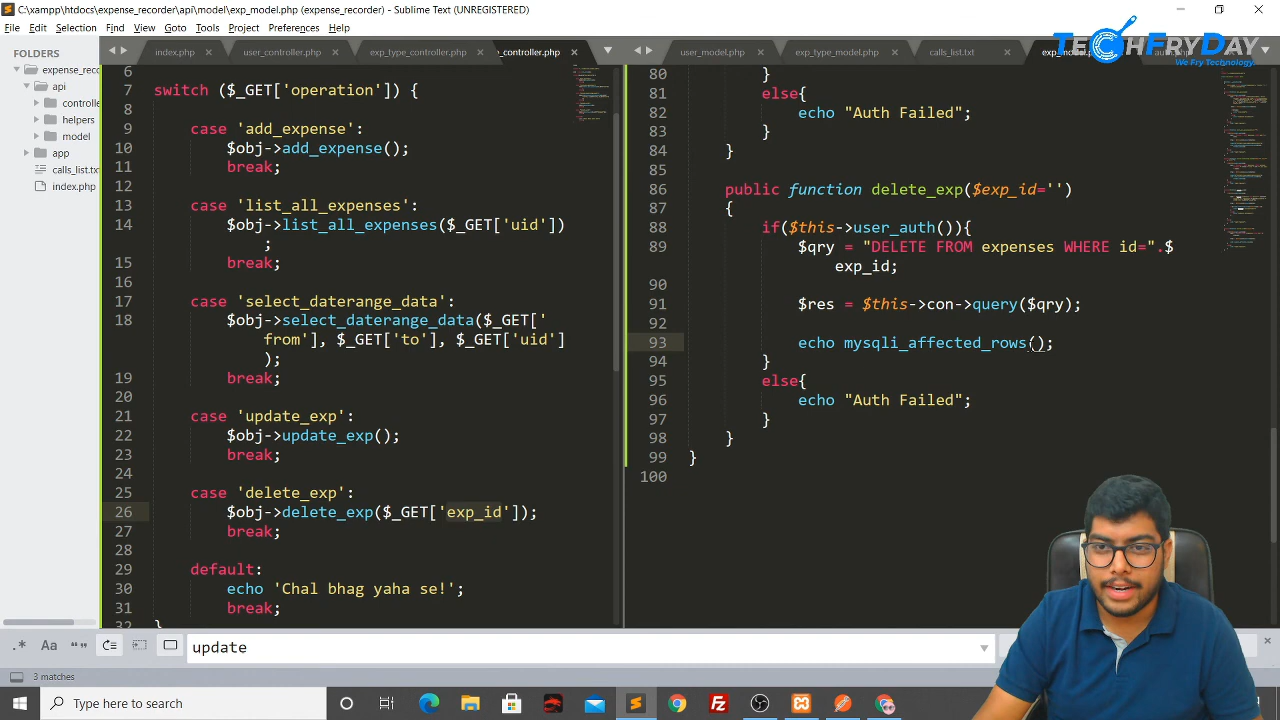 C:\xampp\htdocs\expense_recorder\api\model\exp_model.php (expense_recorder) - Sublime Text (UNREGISTERED)
File Edit Selection Find View Goto Tools Project Preferences Help
TECHFRYDAY
We Fry Technology.
FOLDERS
expense_reco
api
controlle
helpers
model
app
calls_list.txt
index.php
index.php × user_controller.php × exp_type_controller.php × _controller.php ×
user_model.php × exp_type_model.php × calls_list.txt ×
6
7 switch ($_GET['operation']) {
8
9 case 'add_expense':
10 $obj->add_expense();
11 break;
12
13 case 'list_all_expenses':
14 $obj->list_all_expenses($_GET['uid'])
;
15 break;
16
17 case 'select_daterange_data':
18 $obj->select_daterange_data($_GET['
from'], $_GET['to'], $_GET['uid']
);
19 break;
20
21 case 'update_exp':
22 $obj->update_exp();
23 break;
24
25 case 'delete_exp':
26 $obj->delete_exp($_GET['exp_id']);
27 break;
28
29 default:
30 echo 'Chal bhag yaha se!';
31 break;
32 }
80 }
81 else{
82 echo "Auth Failed";
83 }
84 }
85
86 public function delete_exp($exp_id='')
87 {
88 if($this->user_auth()){
89 $qry = "DELETE FROM expenses WHERE id=".$
exp_id;
90
91 $res = $this->con->query($qry);
92
93 echo mysqli_affected_rows();
94 }
95 else{
96 echo "Auth Failed";
97 }
98 }
99 }
100
.* Aa "" update
3 matches
Type here to search